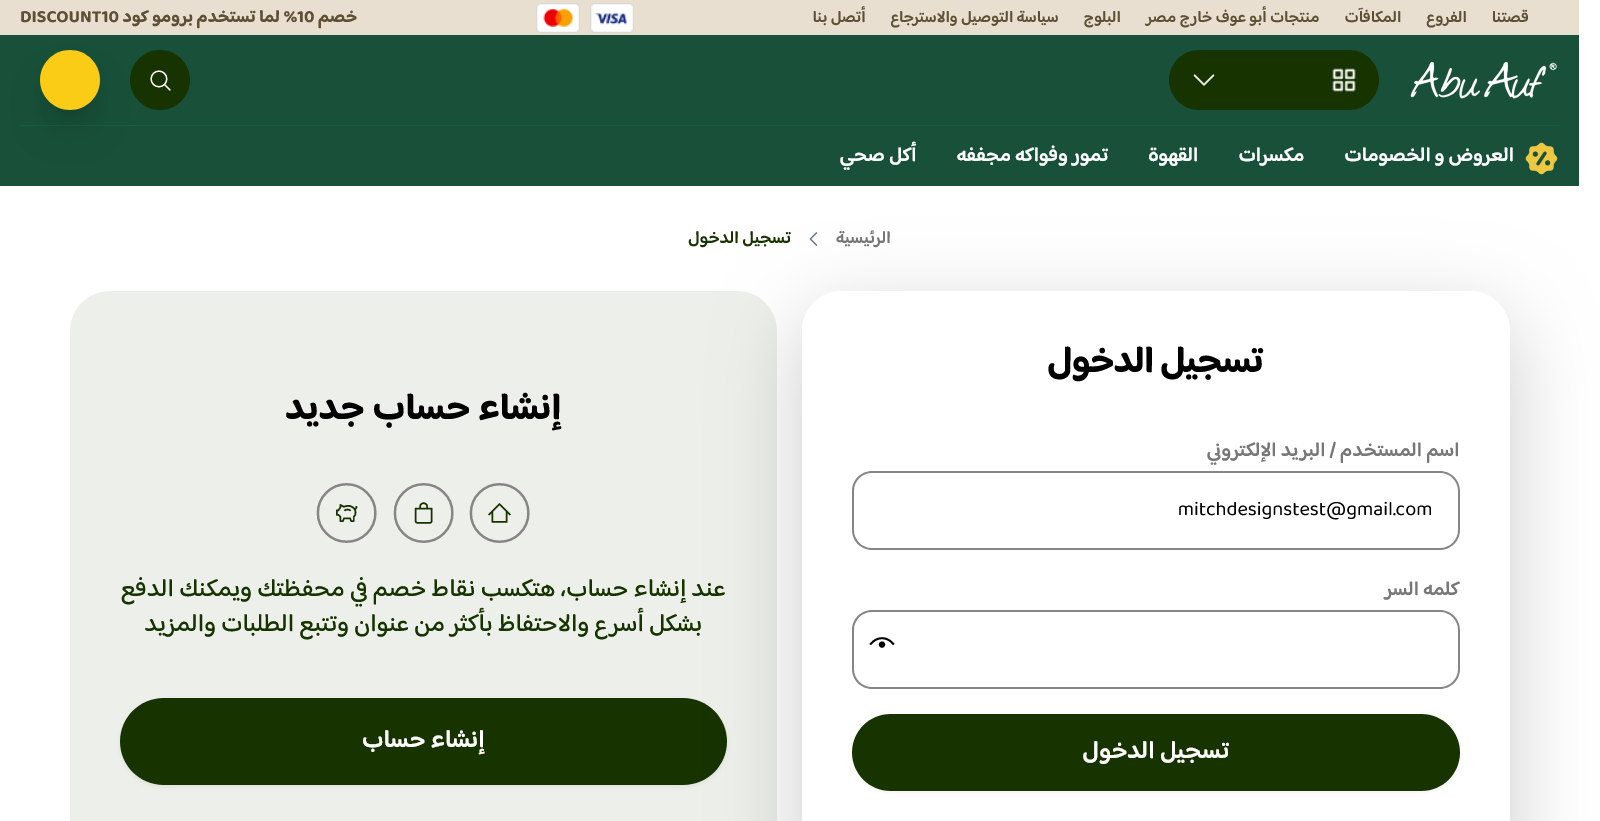 قصتنا
الفروع
المكافآت
منتجات أبو عوف خارج مصر
البلوج
سياسة التوصيل والاسترجاع
أتصل بنا
VISA
خصم 10% لما تستخدم برومو كود DISCOUNT10
Abu Auf®
العروض و الخصومات
مكسرات
القهوة
تمور وفواكه مجففه
أكل صحي
الرئيسية
تسجيل الدخول
تسجيل الدخول
اسم المستخدم / البريد الإلكتروني
mitchdesignstest@gmail.com
كلمه السر
تسجيل الدخول
إنشاء حساب جديد
عند إنشاء حساب، هتكسب نقاط خصم في محفظتك ويمكنك الدفع
بشكل أسرع والاحتفاظ بأكثر من عنوان وتتبع الطلبات والمزيد
إنشاء حساب